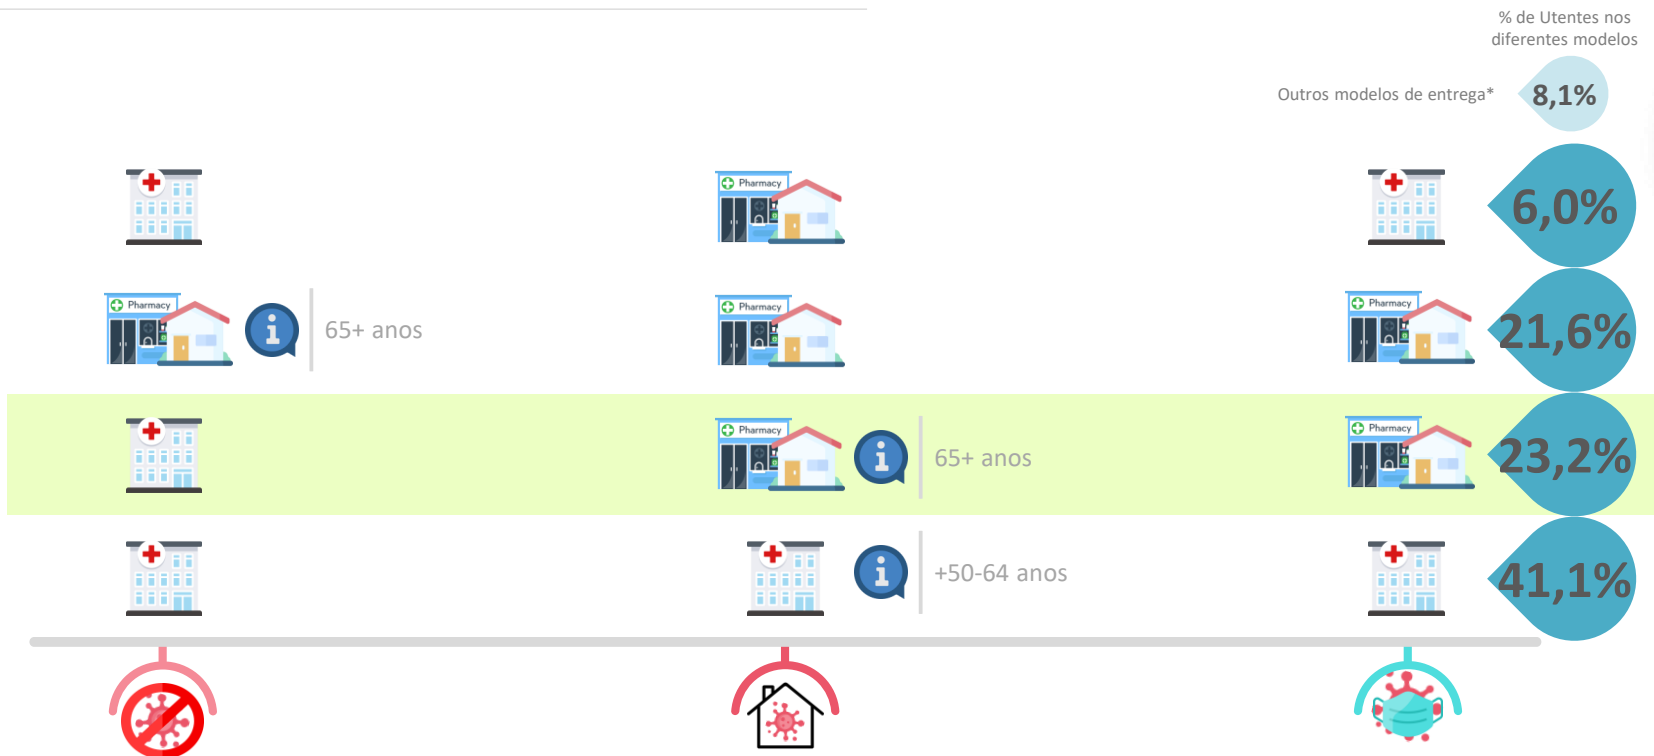 % de Utentes nos
diferentes modelos
Outros modelos de entrega*
8,1%
Pharmacy
6,0%
Pharmacy
65+ anos
Pharmacy
Pharmacy
21,6%
Pharmacy
65+ anos
Pharmacy
23,2%
+50-64 anos
41,1%